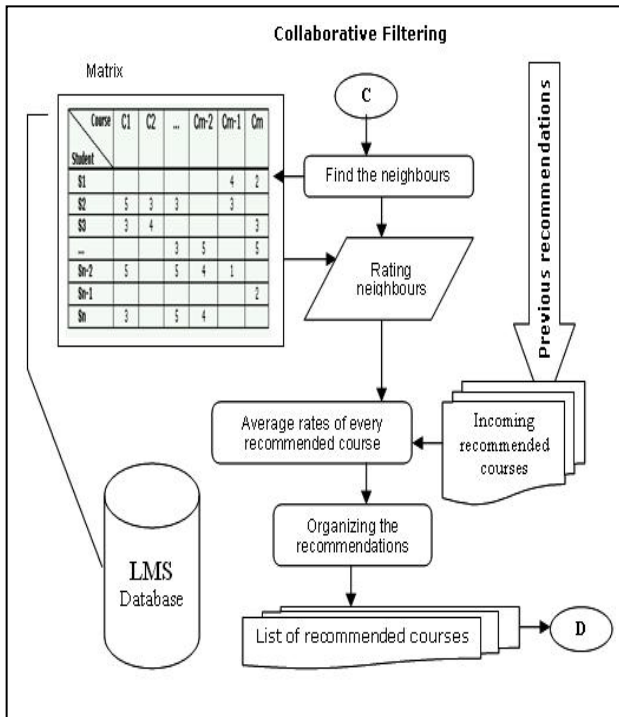 Collaborative Filtering
Matrix
Course C1 C2 ... Cm-2 Cm-1 Cm
Student
S1 4 2
S2 5 3 3 3
S3 3 4 3
... 3 5 5
Sn-2 5 5 4 1
Sn-1 2
Sn 3 5 4
C
Find the neighbours
Rating
neighbours
Previous recommendations
Average rates of every
recommended course
Incoming
recommended
courses
Organizing the
recommendations
LMS
Database
List of recommended courses
D